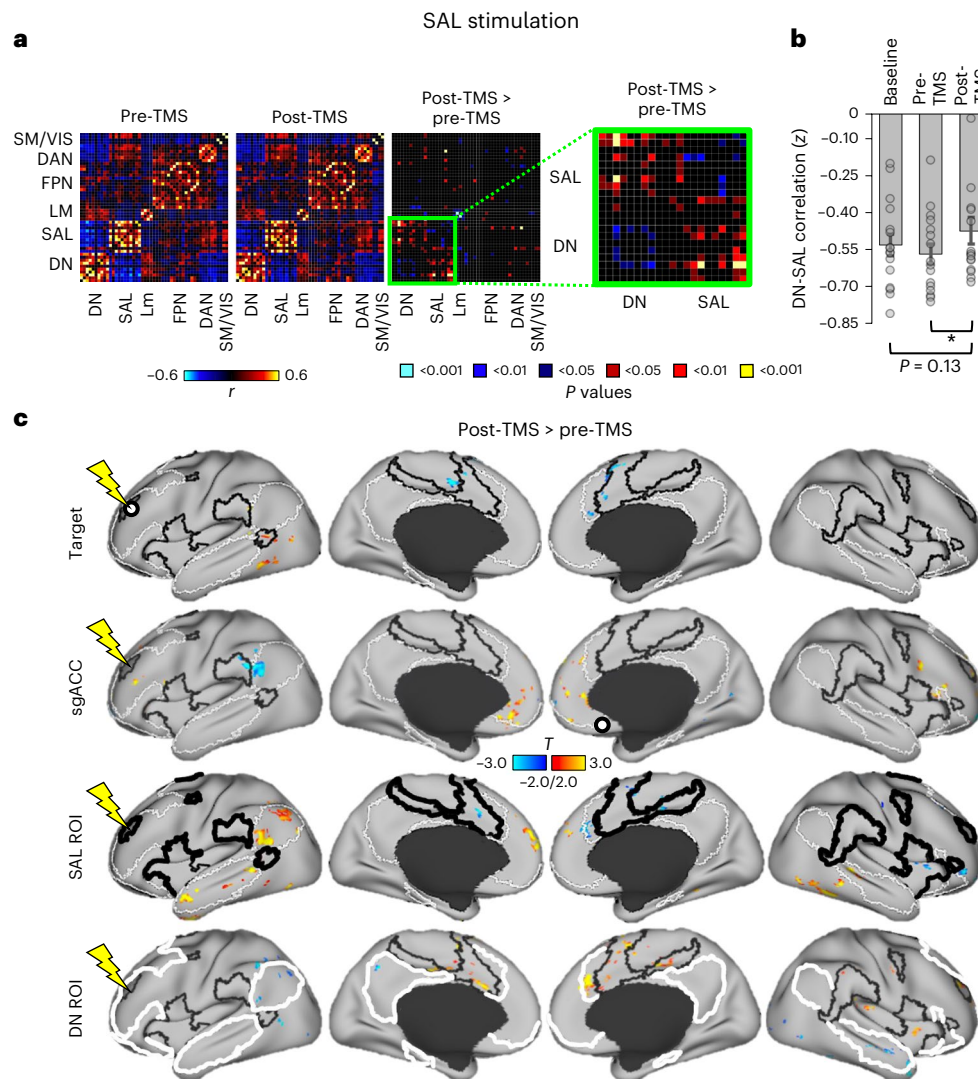 SAL stimulation
a
Pre-TMS
Post-TMS
Post-TMS >
pre-TMS
Post-TMS >
pre-TMS
SM/VIS
DAN
FPN
LM
SAL
DN
DN
SAL
Lm
FPN
DAN
SM/VIS
DN
SAL
Lm
FPN
DAN
SM/VIS
DN
SAL
Lm
FPN
DAN
SM/VIS
SAL
DN
DN
SAL
−0.6
0.6
r
<0.001
<0.01
<0.05
<0.05
<0.01
<0.001
P values
b
Baseline
Pre-
TMS
Post-
TMS
DN–SAL correlation (z)
0
−0.10
−0.25
−0.40
−0.55
−0.70
−0.85
*
P = 0.13
c
Post-TMS > pre-TMS
Target
sgACC
T
−3.0
3.0
−2.0/2.0
SAL ROI
DN ROI